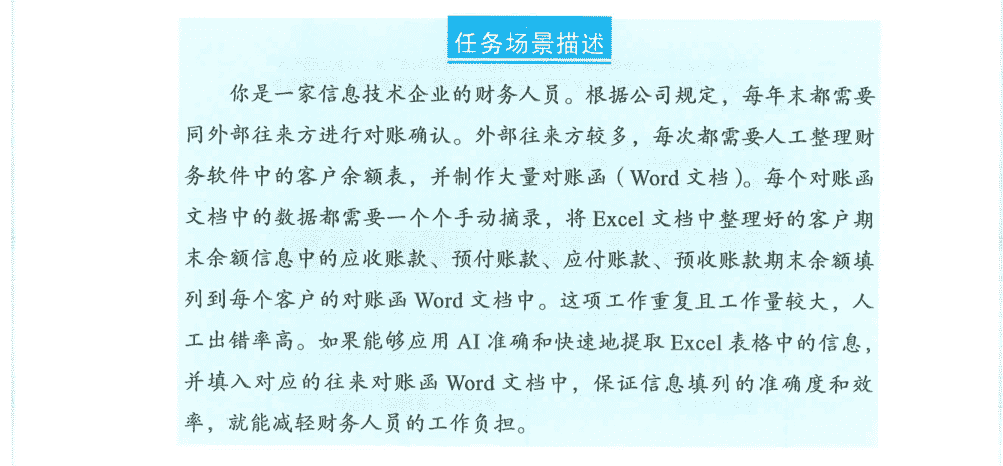 任务场景描述
你是一家信息技术企业的财务人员。根据公司规定，每年末都需要
同外部往来方进行对账确认。外部往来方较多，每次都需要人工整理财
务软件中的客户余额表，并制作大量对账函（Word 文档）。每个对账函
文档中的数据都需要一个个手动摘录，将 Excel 文档中整理好的客户期
末余额信息中的应收账款、预付账款、应付账款、预收账款期末余额填
列到每个客户的对账函 Word 文档中。这项工作重复且工作量较大，人
工出错率高。如果能够应用 AI 准确和快速地提取 Excel 表格中的信息，
并填入对应的往来对账函 Word 文档中，保证信息填列的准确度和效
率，就能减轻财务人员的工作负担。